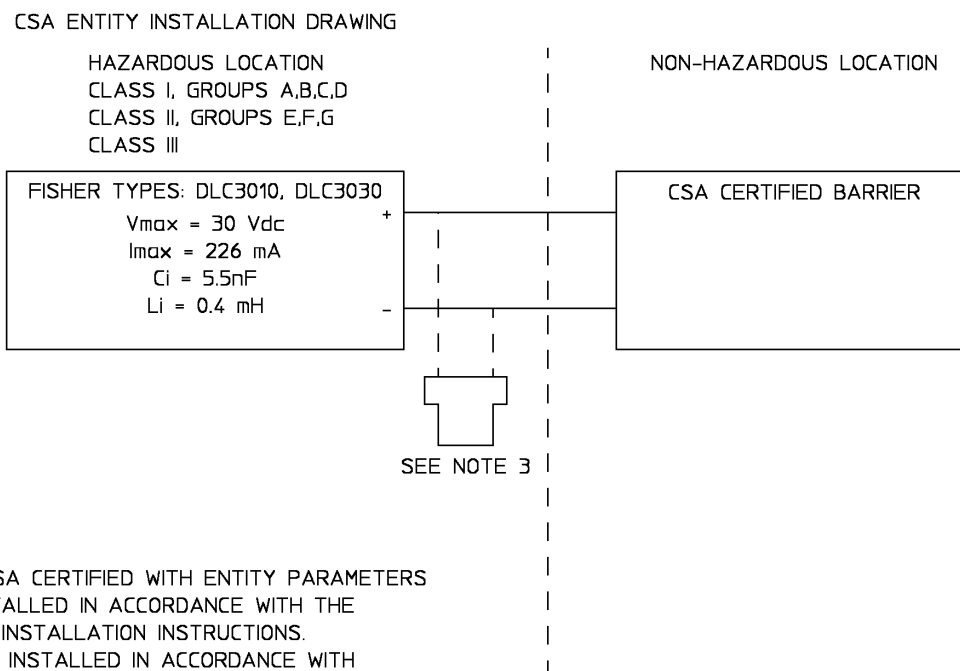 CSA ENTITY INSTALLATION DRAWING
HAZARDOUS LOCATION
CLASS I, GROUPS A,B,C,D
CLASS II, GROUPS E,F,G
CLASS III
NON-HAZARDOUS LOCATION
FISHER TYPES: DLC3010, DLC3030
+
Vmax = 30 Vdc
Imax = 226 mA
Ci = 5.5nF
Li = 0.4 mH
-
CSA CERTIFIED BARRIER
SEE NOTE 3
CERTIFIED WITH ENTITY PARAMETERS
IN ACCORDANCE WITH THE
INSTALLATION INSTRUCTIONS.
INSTALLED IN ACCORDANCE WITH